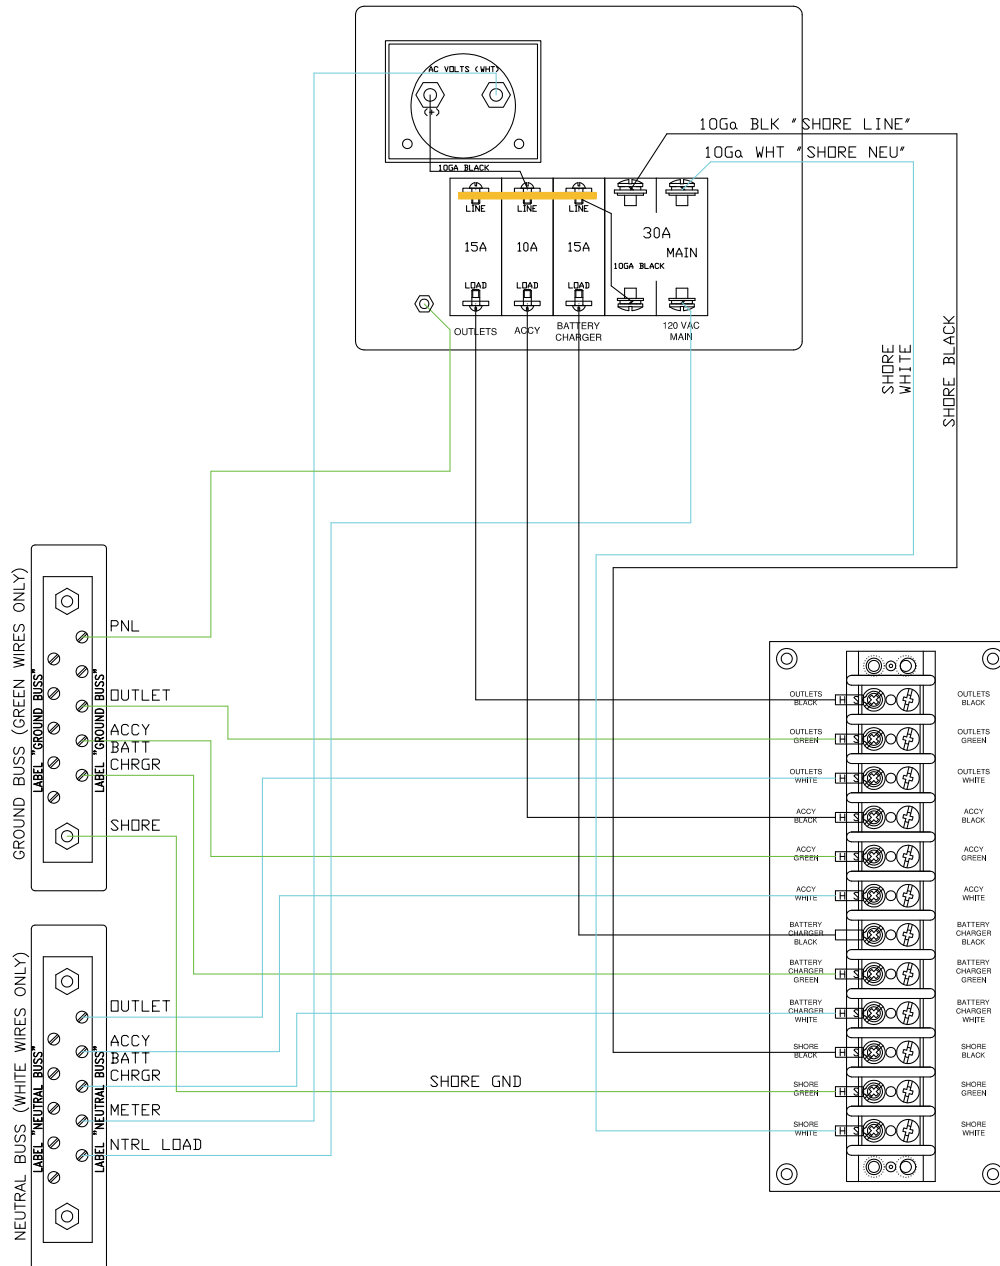 AC VOLTS (WHT)
(+)
10GA BLACK
10Ga BLK "SHORE LINE"
10Ga WHT "SHORE NEU"
LINE
LINE
LINE
15A
10A
15A
30A
MAIN
10GA BLACK
LOAD
LOAD
LOAD
OUTLETS
ACCY
BATTERY
CHARGER
120 VAC
MAIN
SHORE
WHITE
SHORE BLACK
GROUND BUSS (GREEN WIRES ONLY)
LABEL "GROUND BUSS"
LABEL "GROUND BUSS"
PNL
OUTLET
ACCY
BATT
CHRGR
SHORE
NEUTRAL BUSS (WHITE WIRES ONLY)
LABEL "NEUTRAL BUSS"
LABEL "NEUTRAL BUSS"
OUTLET
ACCY
BATT
CHRGR
METER
NTRL LOAD
SHORE GND
OUTLETS
BLACK
H S
OUTLETS
BLACK
OUTLETS
GREEN
H S
OUTLETS
GREEN
OUTLETS
WHITE
H S
OUTLETS
WHITE
ACCY
BLACK
H S
ACCY
BLACK
ACCY
GREEN
H S
ACCY
GREEN
ACCY
WHITE
H S
ACCY
WHITE
BATTERY
CHARGER
BLACK
BATTERY
CHARGER
BLACK
BATTERY
CHARGER
GREEN
H S
BATTERY
CHARGER
GREEN
BATTERY
CHARGER
WHITE
H S
BATTERY
CHARGER
WHITE
SHORE
BLACK
H S
SHORE
BLACK
SHORE
GREEN
H S
SHORE
GREEN
SHORE
WHITE
H S
SHORE
WHITE